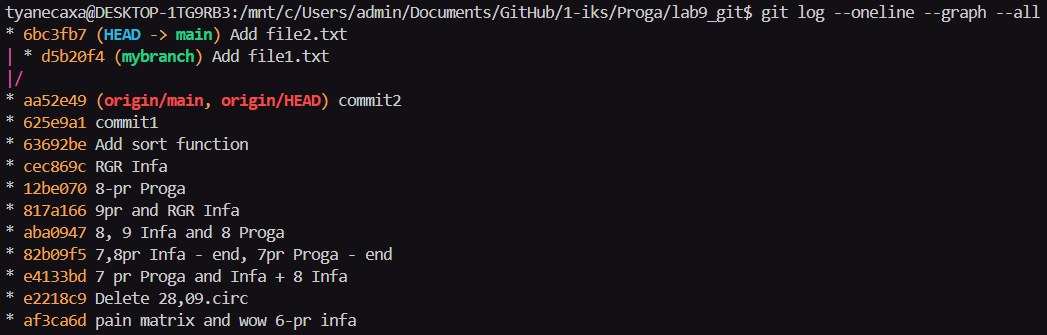 tyanecaxa@DESKTOP-1TG9RB3:/mnt/c/Users/admin/Documents/GitHub/1-iks/Proga/lab9_git$ git log --oneline --graph --all
* 6bc3fb7 (HEAD -> main) Add file2.txt
| * d5b20f4 (mybranch) Add file1.txt
|/
* aa52e49 (origin/main, origin/HEAD) commit2
* 625e9a1 commit1
* 63692be Add sort function
* cec869c RGR Infa
* 12be070 8-pr Proga
* 817a166 9pr and RGR Infa
* aba0947 8, 9 Infa and 8 Proga
* 82b09f5 7,8pr Infa - end, 7pr Proga - end
* e4133bd 7 pr Proga and Infa + 8 Infa
* e2218c9 Delete 28,09.circ
* af3ca6d pain matrix and wow 6-pr infa